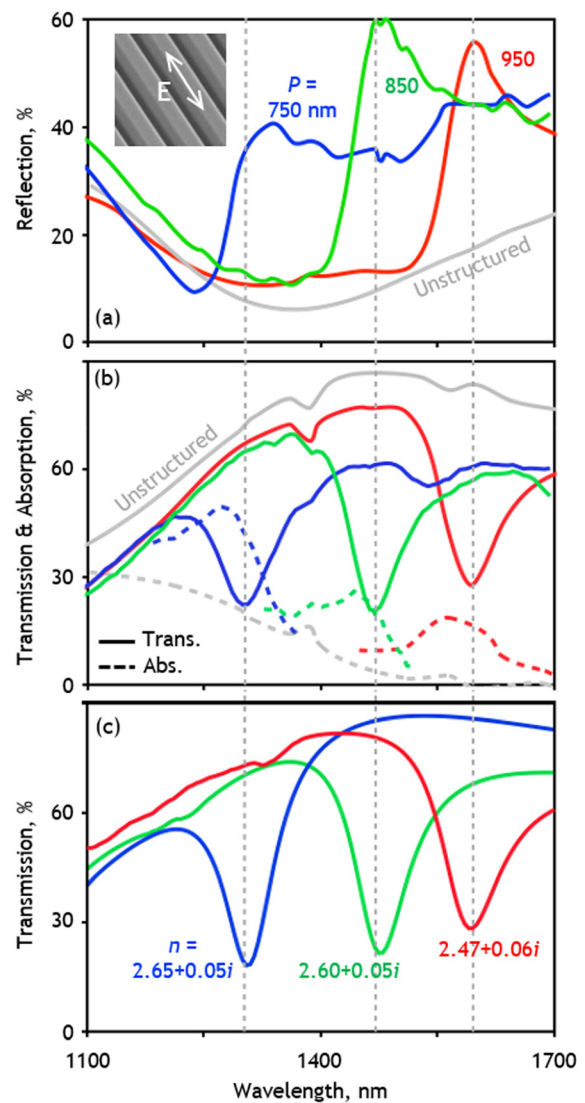 60
40
20
0
Reflection, %
E
P =
750 nm
850
950
Unstructured
(a)
(b)
90
60
30
0
Transmission & Absorption, %
Unstructured
Trans.
Abs.
(c)
60
30
0
Transmission, %
n =
2.65+0.05i
2.60+0.05i
2.47+0.06i
1100
1400
1700
Wavelength, nm